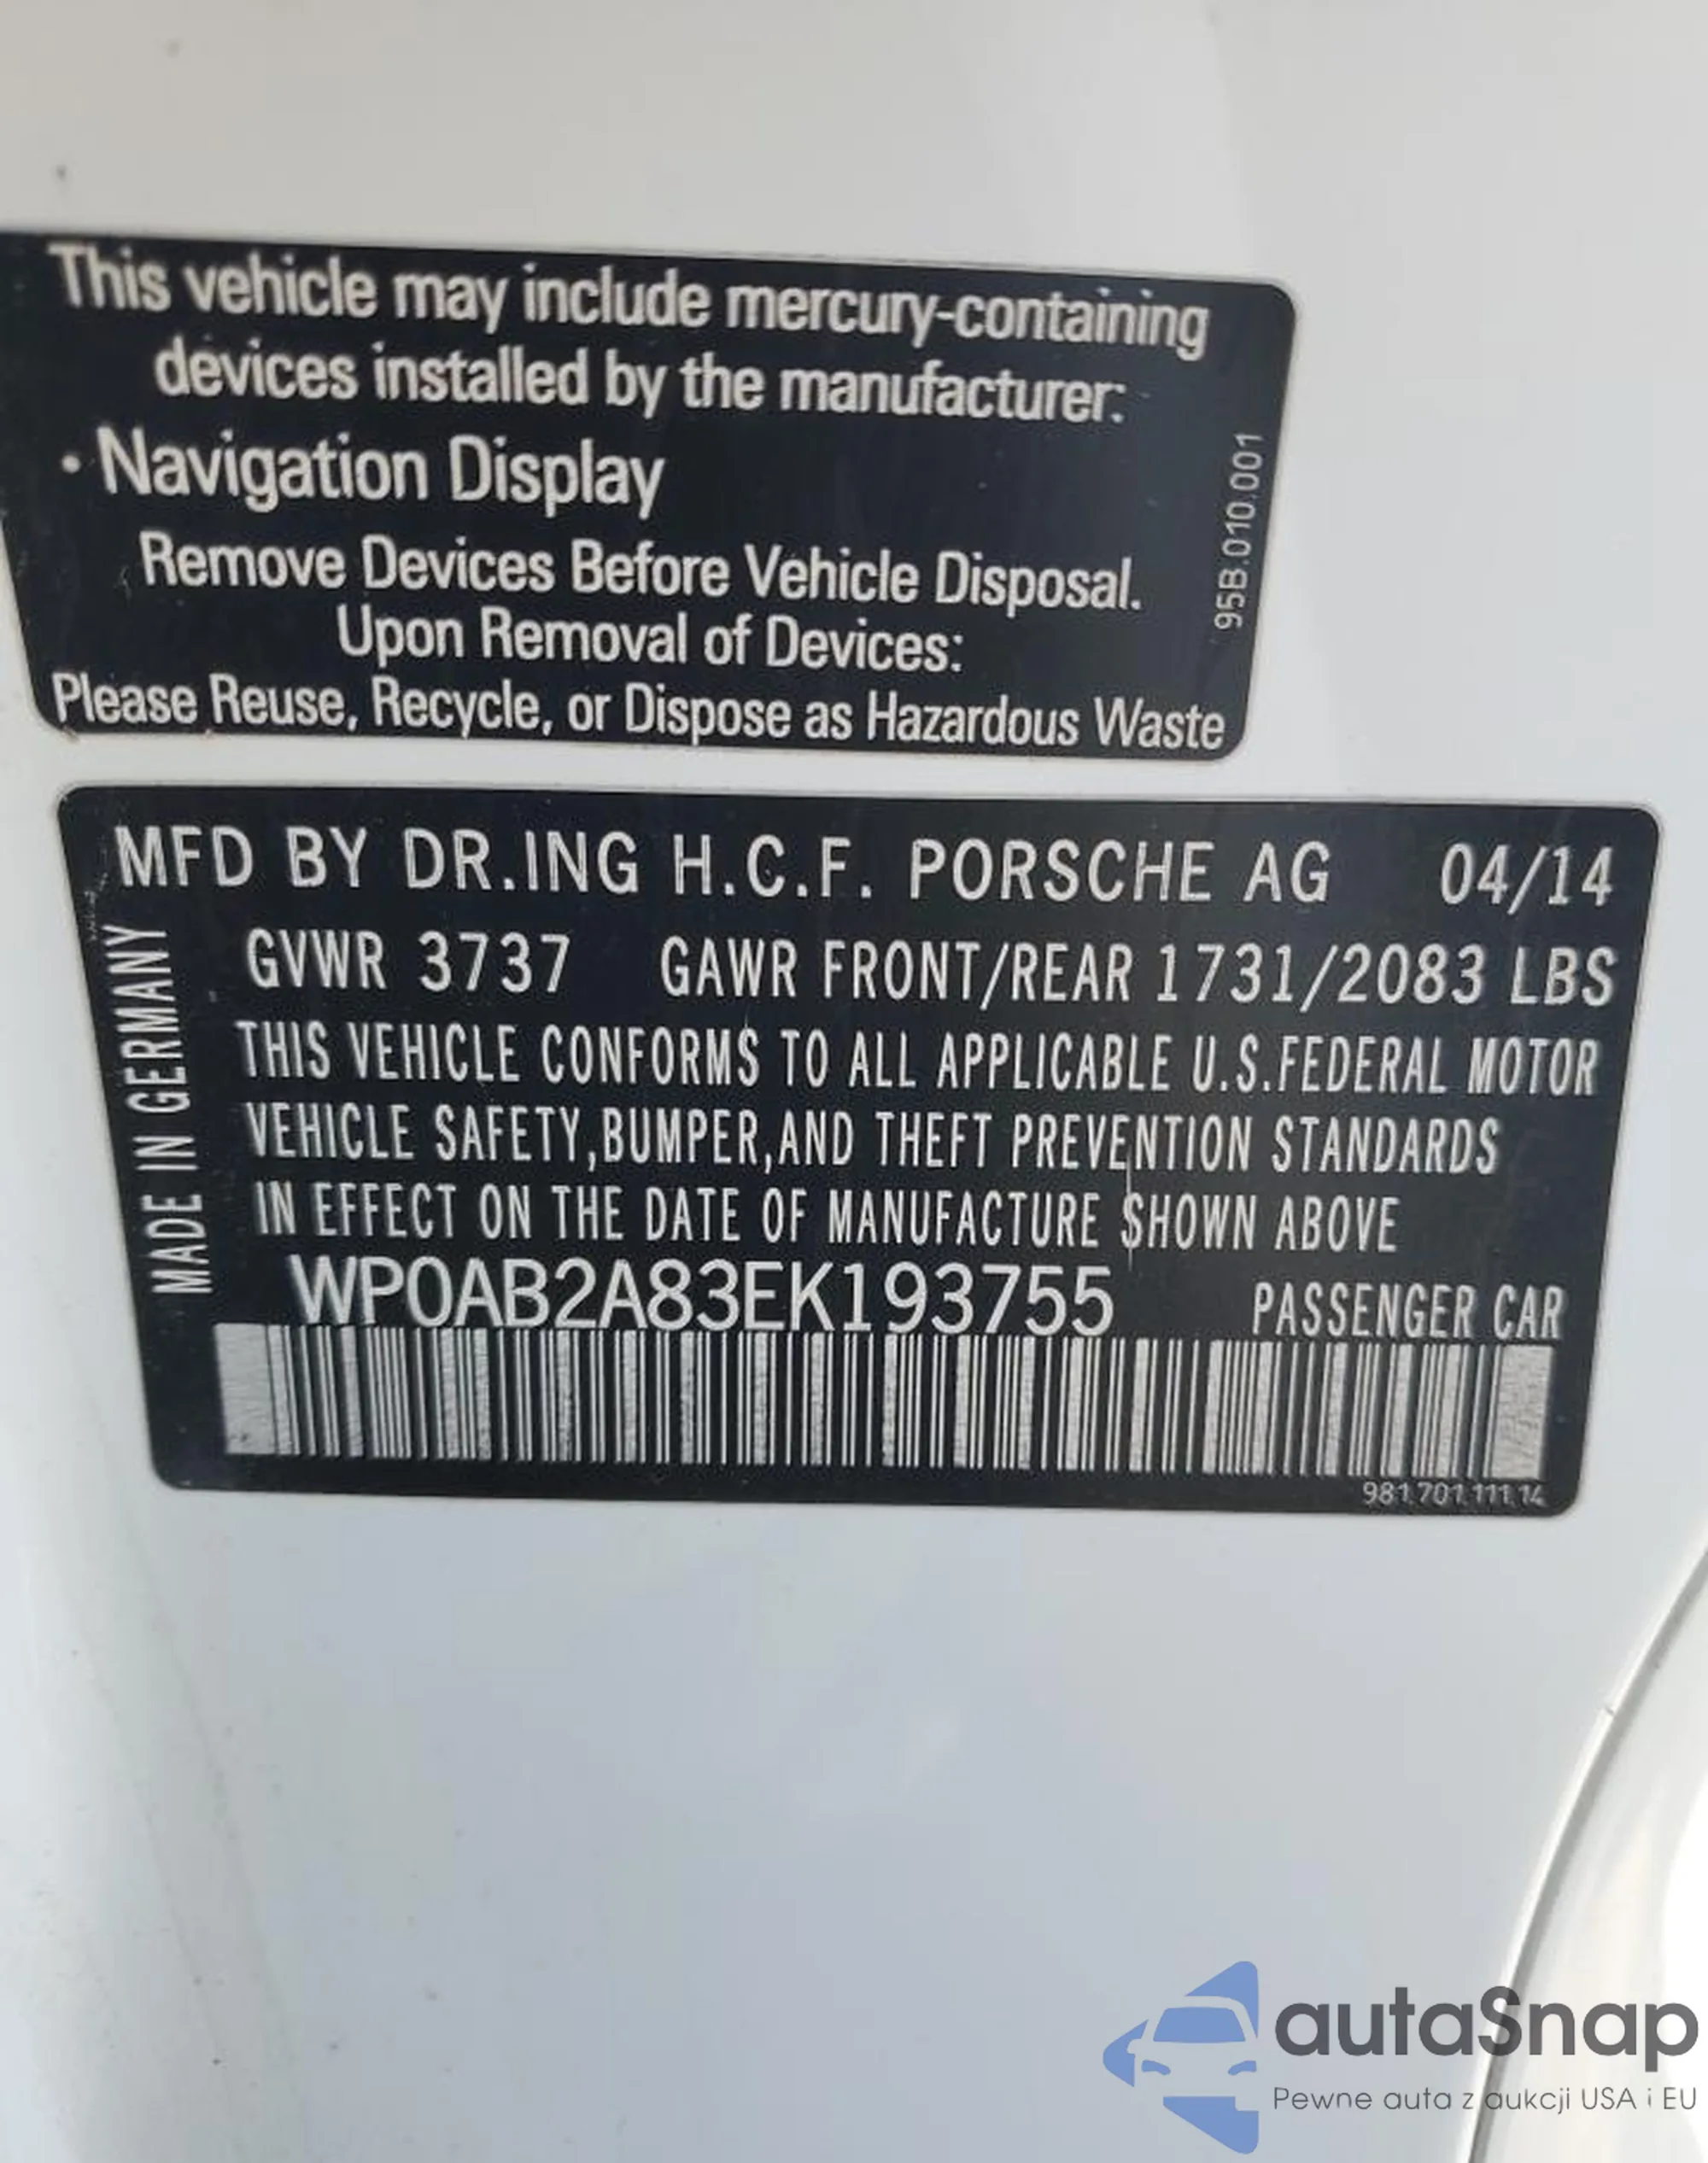 This vehicle may include mercury-containing
devices installed by the manufacturer:
• Navigation Display
Remove Devices Before Vehicle Disposal.
Upon Removal of Devices:
Please Reuse, Recycle, or Dispose as Hazardous Waste
95B.010.001
MFD BY DR.ING H.C.F. PORSCHE AG 04/14
GVWR 3737 GAWR FRONT/REAR 1731/2083 LBS
THIS VEHICLE CONFORMS TO ALL APPLICABLE U.S.FEDERAL MOTOR
VEHICLE SAFETY,BUMPER,AND THEFT PREVENTION STANDARDS
IN EFFECT ON THE DATE OF MANUFACTURE SHOWN ABOVE
WP0AB2A83EK193755 PASSENGER CAR
MADE IN GERMANY
981.701.111.14
autaSnap
Pewne auta z aukcji USA i EU